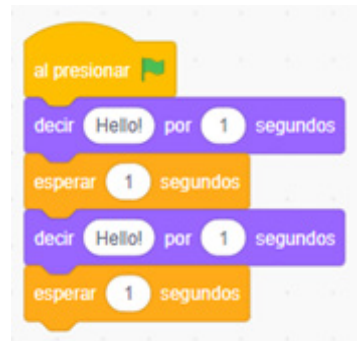 al presionar
decir Hello! por 1 segundos
esperar 1 segundos
decir Hello! por 1 segundos
esperar 1 segundos